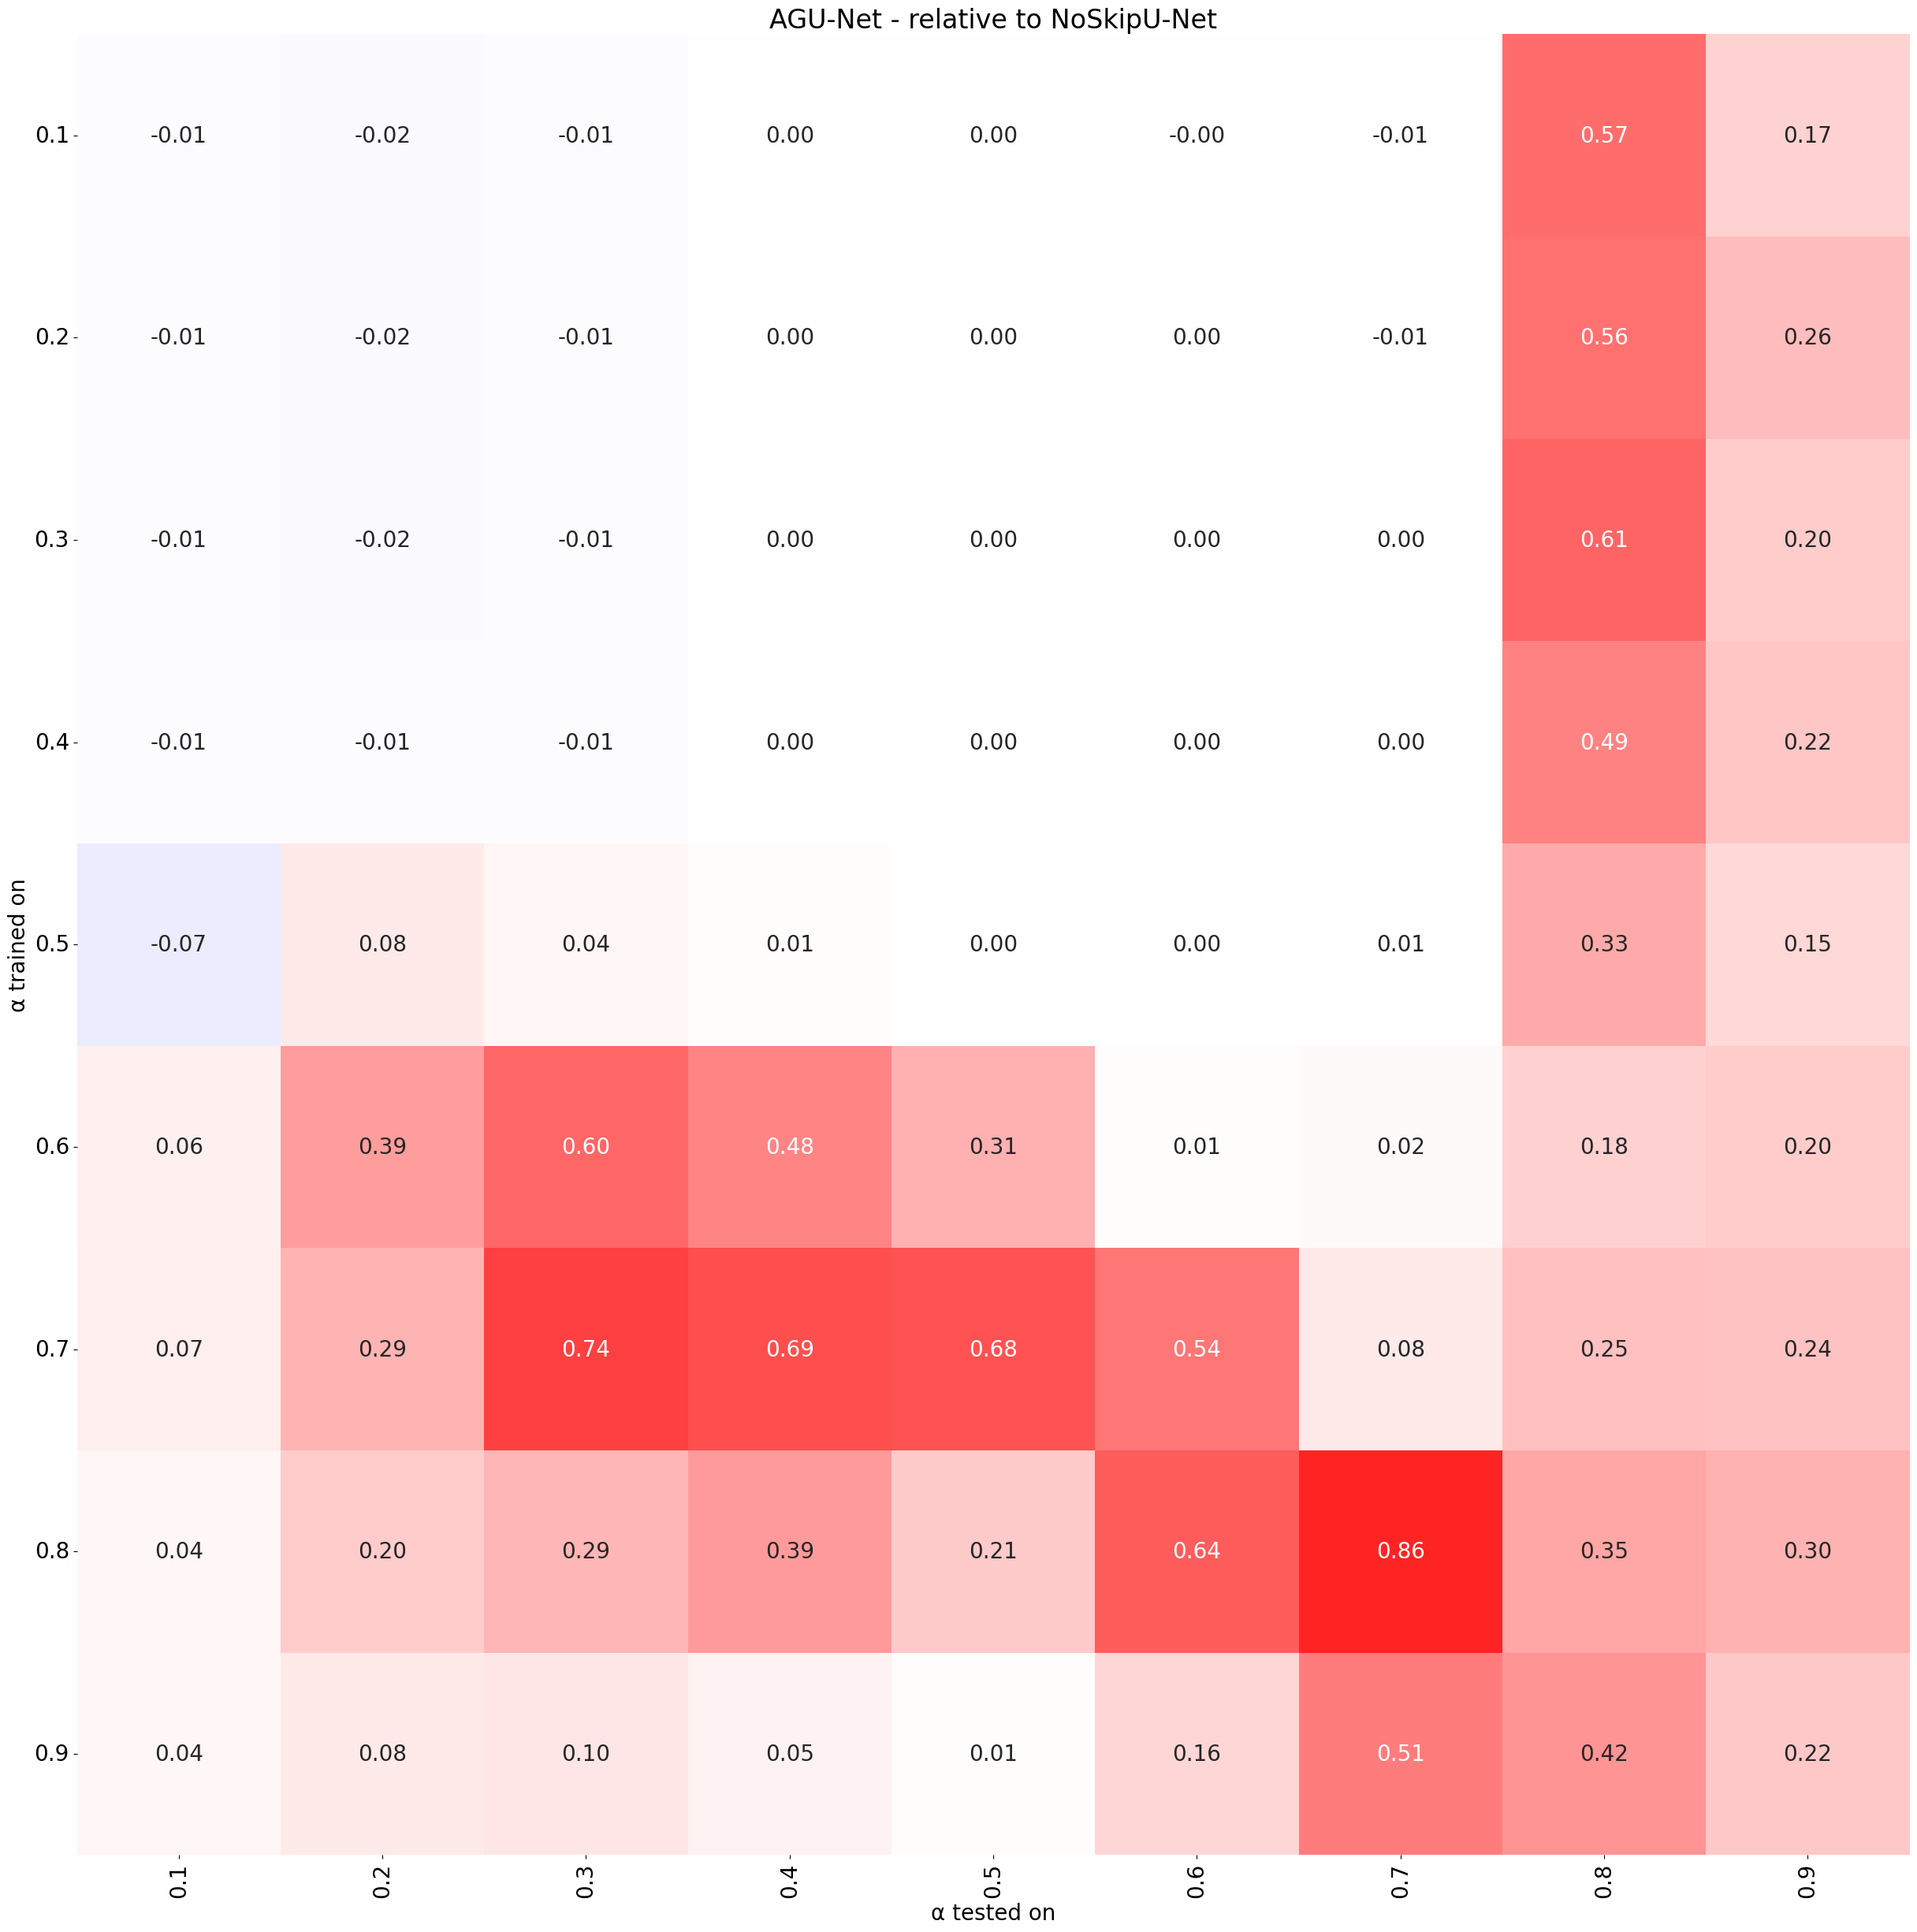 AGU-Net - relative to NoSkipU-Net
0.1 -0.01 -0.02 -0.01 0.00 0.00 -0.00 -0.01 0.57 0.17
0.2 -0.01 -0.02 -0.01 0.00 0.00 0.00 -0.01 0.56 0.26
0.3 -0.01 -0.02 -0.01 0.00 0.00 0.00 0.00 0.61 0.20
0.4 -0.01 -0.01 -0.01 0.00 0.00 0.00 0.00 0.49 0.22
α trained on
0.5 -0.07 0.08 0.04 0.01 0.00 0.00 0.01 0.33 0.15
0.6 0.06 0.39 0.60 0.48 0.31 0.01 0.02 0.18 0.20
0.7 0.07 0.29 0.74 0.69 0.68 0.54 0.08 0.25 0.24
0.8 0.04 0.20 0.29 0.39 0.21 0.64 0.86 0.35 0.30
0.9 0.04 0.08 0.10 0.05 0.01 0.16 0.51 0.42 0.22
0.1 0.2 0.3 0.4 0.5 0.6 0.7 0.8 0.9
α tested on